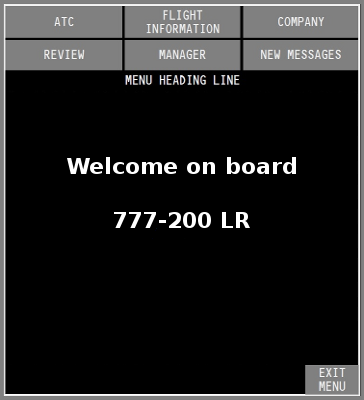 ATC
FLIGHT
INFORMATION
COMPANY
REVIEW
MANAGER
NEW MESSAGES
MENU HEADING LINE
Welcome on board
777-200 LR
EXIT
MENU